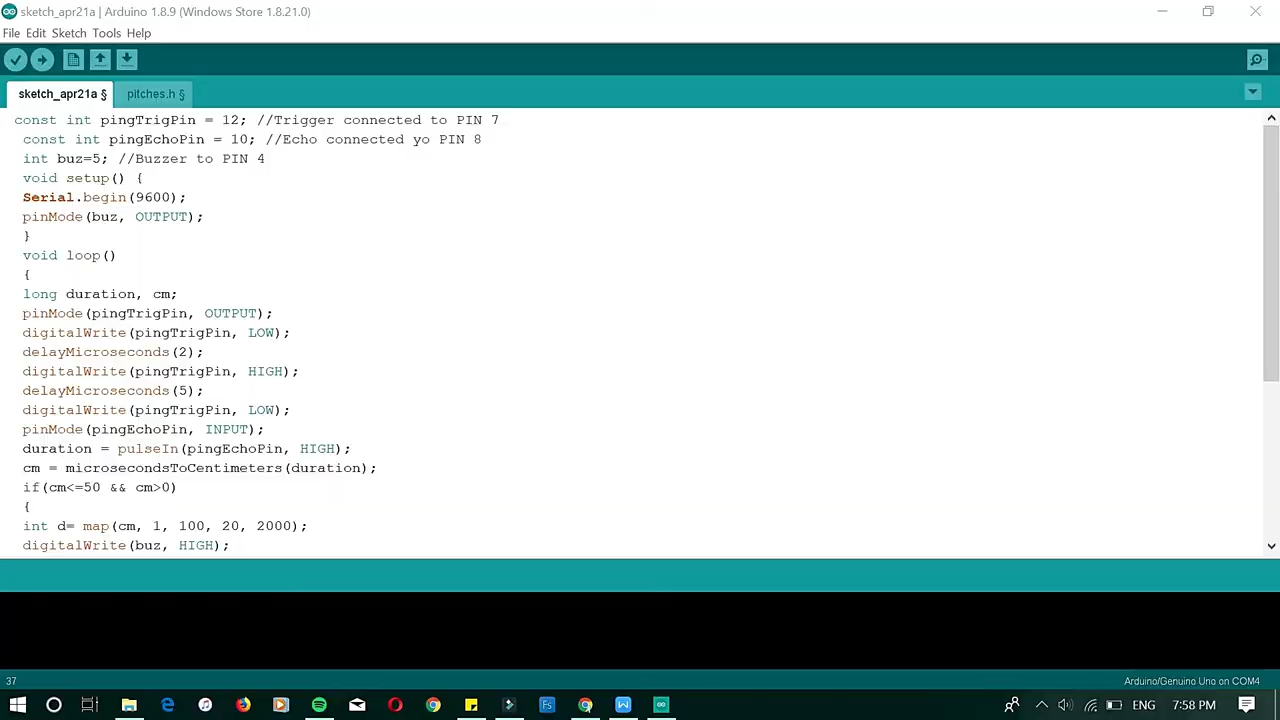 sketch_apr21a | Arduino 1.8.9 (Windows Store 1.8.21.0)
File Edit Sketch Tools Help
sketch_apr21a § pitches.h §
const int pingTrigPin = 12; //Trigger connected to PIN 7
const int pingEchoPin = 10; //Echo connected yo PIN 8
int buz=5; //Buzzer to PIN 4
void setup() {
Serial.begin(9600);
pinMode(buz, OUTPUT);
}
void loop()
{
long duration, cm;
pinMode(pingTrigPin, OUTPUT);
digitalWrite(pingTrigPin, LOW);
delayMicroseconds(2);
digitalWrite(pingTrigPin, HIGH);
delayMicroseconds(5);
digitalWrite(pingTrigPin, LOW);
pinMode(pingEchoPin, INPUT);
duration = pulseIn(pingEchoPin, HIGH);
cm = microsecondsToCentimeters(duration);
if(cm<=50 && cm>0)
{
int d= map(cm, 1, 100, 20, 2000);
digitalWrite(buz, HIGH);
37 Arduino/Genuino Uno on COM4
Fs W ENG 7:58 PM